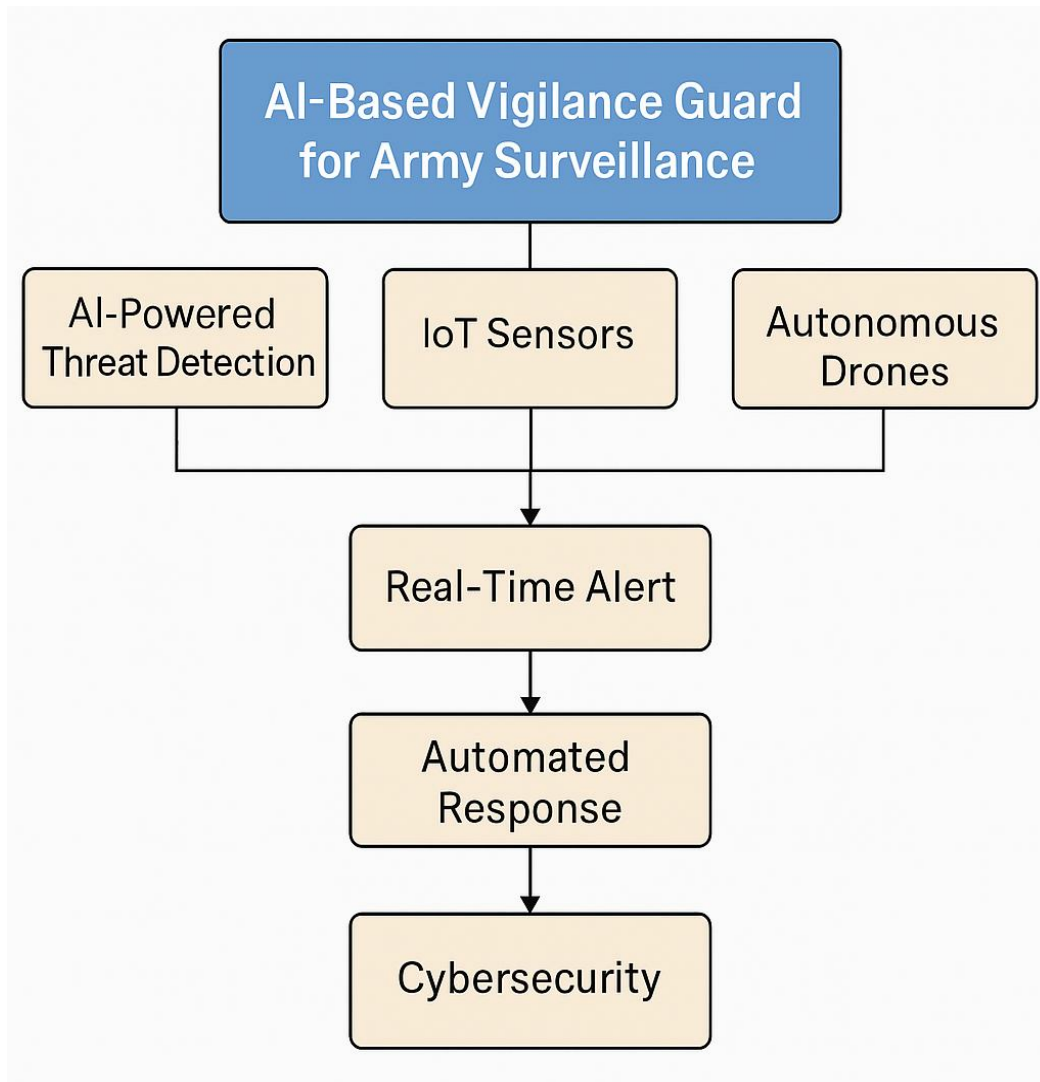 AI-Based Vigilance Guard
for Army Surveillance
AI-Powered
Threat Detection
IoT Sensors
Autonomous
Drones
Real-Time Alert
Automated
Response
Cybersecurity